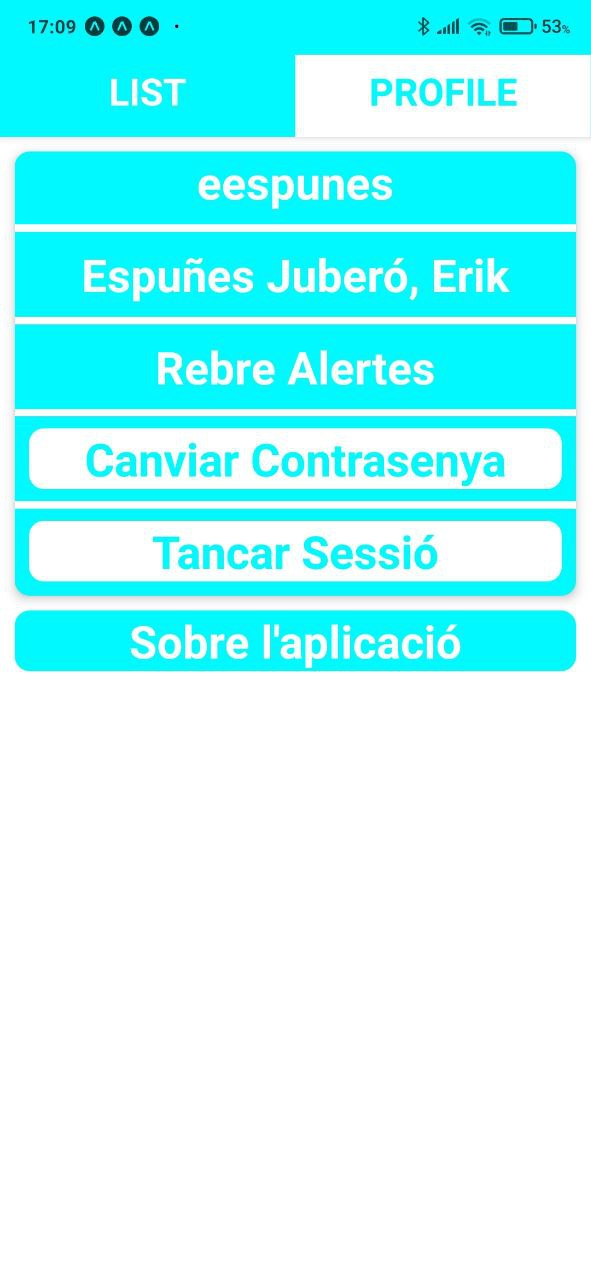 17:09 53%
LIST PROFILE
eespunes
Espuñes Juberó, Erik
Rebre Alertes
Canviar Contrasenya
Tancar Sessió
Sobre l'aplicació